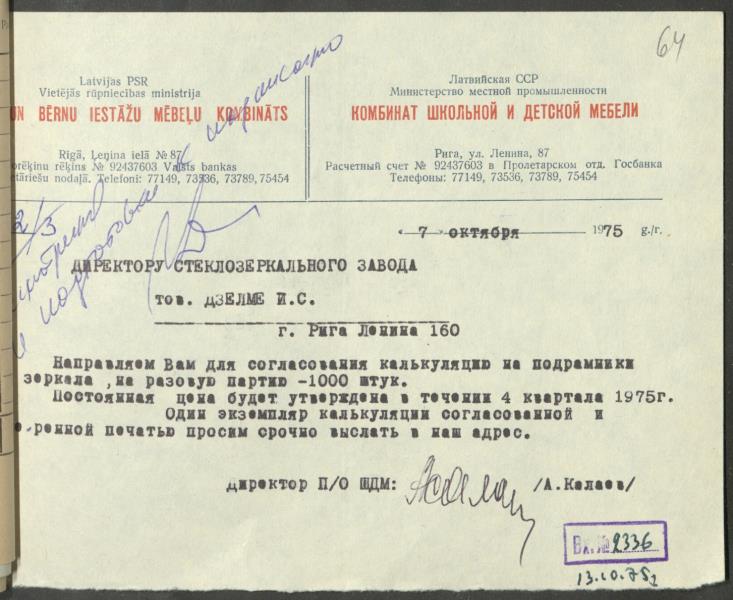 64
Latvijas PSR
Vietējās rūpniecības ministrija
UN BĒRNU IESTĀŽU MĒBEĻU KOMBINĀTS
Rīgā, Ļeņina ielā № 87
rēķins № 92437603 Valsts bankas
nodaļā. Telefoni: 77149, 73536, 73789, 75454
Латвийская ССР
Министерство местной промышленности
КОМБИНАТ ШКОЛЬНОЙ И ДЕТСКОЙ МЕБЕЛИ
Рига, ул. Ленина, 87
Расчетный счет № 92437603 в Пролетарском отд. Госбанка
Телефоны: 77149, 73536, 73789, 75454
« 7 октября 1975 g./г.
ДИРЕКТОРУ СТЕКЛОЗЕРКАЛЬНОГО ЗАВОДА
тов. ДЗЕЛМЕ И.С.
г. Рига Ленина 160
Направляем Вам для согласования калькуляцию на подрамники
зеркала ,на разовую партию -1000 штук.
Постоянная цена будет утверждена в течении 4 квартала 1975г.
Один экземпляр калькуляции согласованной и
ренной печатью просим срочно выслать в наш адрес.
Директор П/О ШДМ: /А.Калаев/
Вх. № 2336
13.10.75г